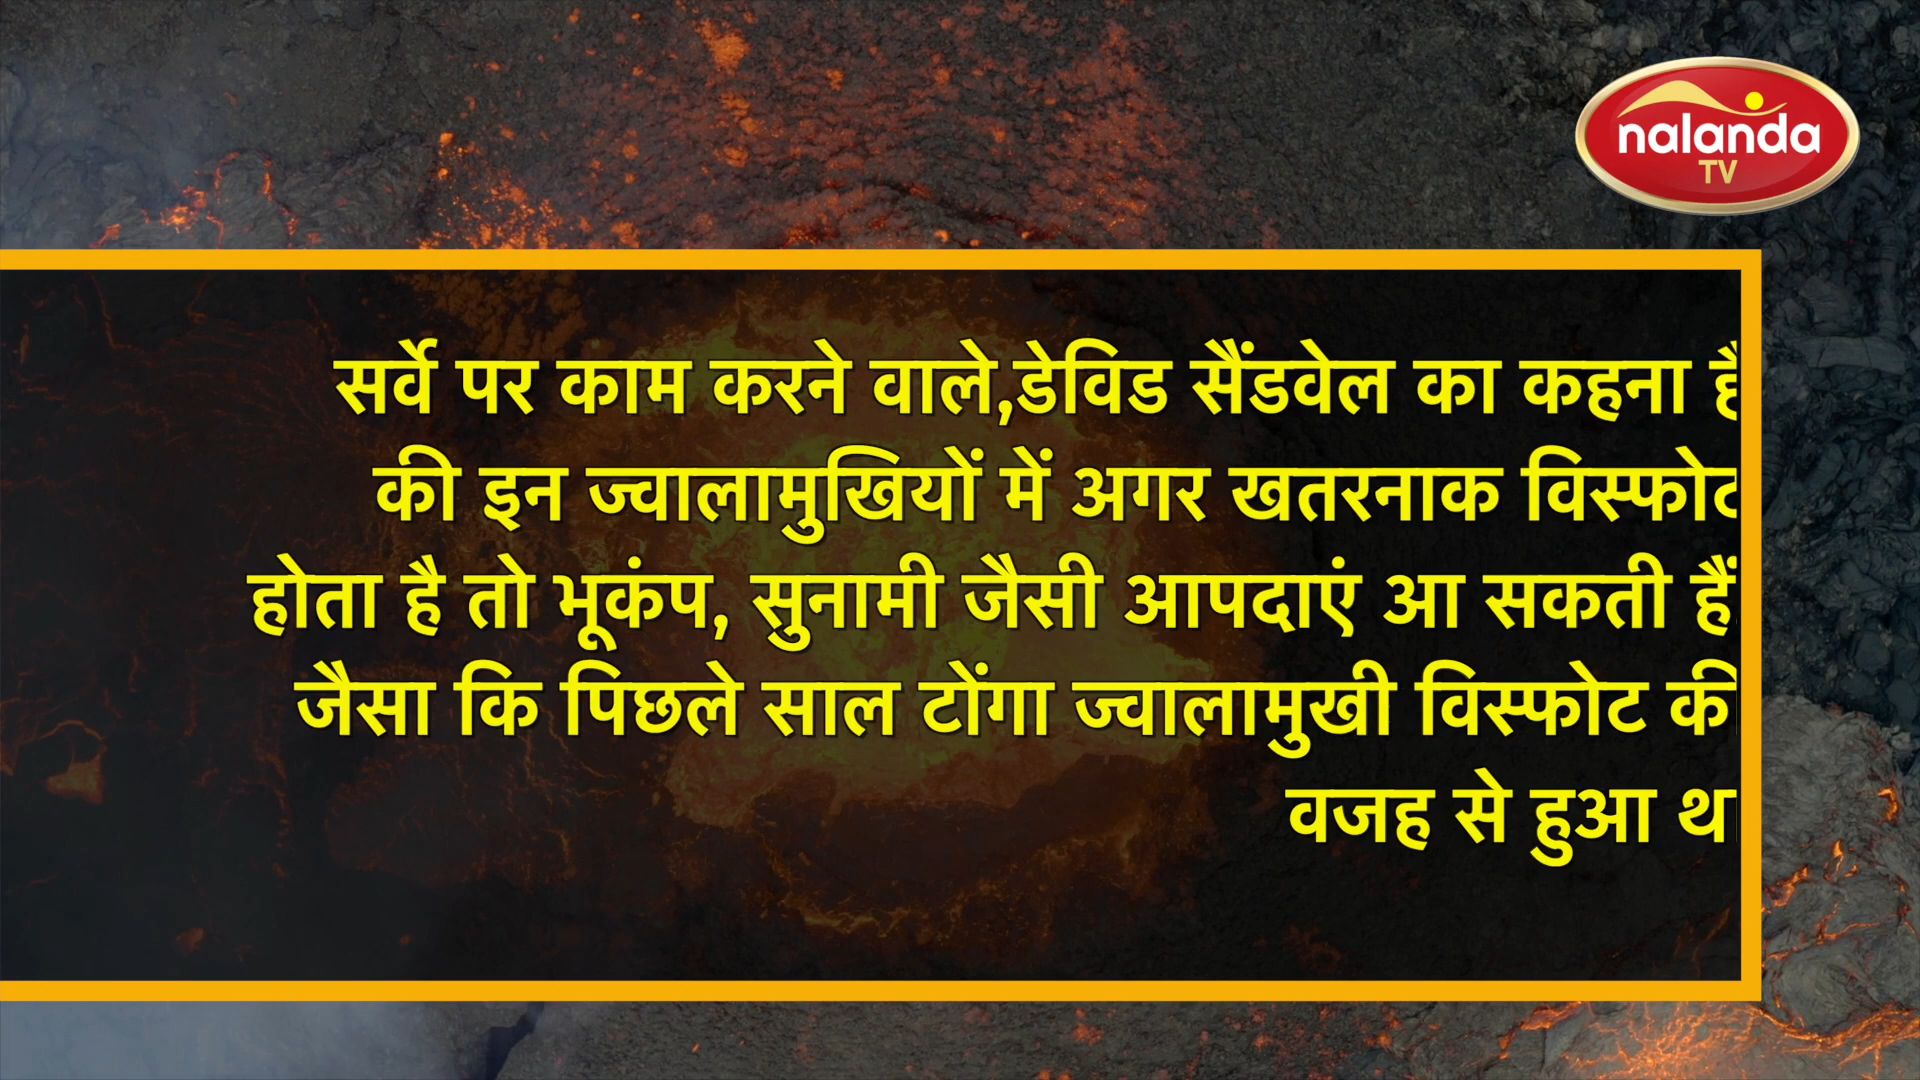 nalanda
TV
सर्वे पर काम करने वाले,डेविड सैंडवेल का कहना है
की इन ज्वालामुखियों में अगर खतरनाक विस्फोट
होता है तो भूकंप, सुनामी जैसी आपदाएं आ सकती हैं
जैसा कि पिछले साल टोंगा ज्वालामुखी विस्फोट की
वजह से हुआ था